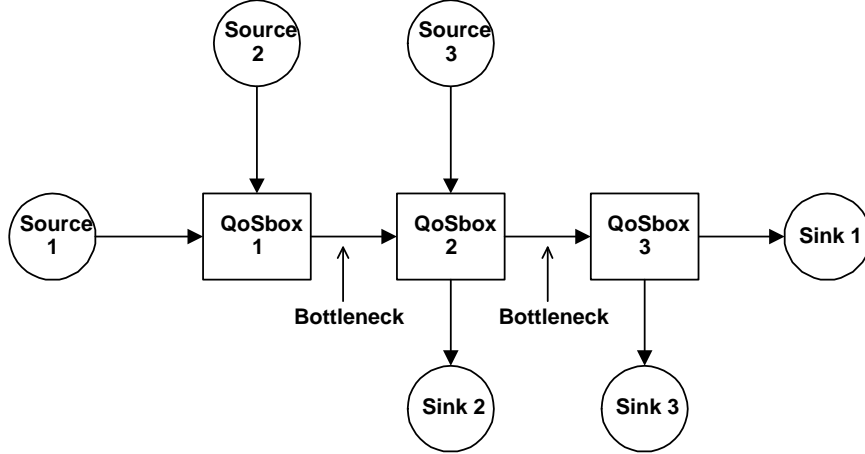 Source
2
Source
3
Source
1
QoSbox
1
QoSbox
2
QoSbox
3
Sink 1
Bottleneck
Bottleneck
Sink 2
Sink 3